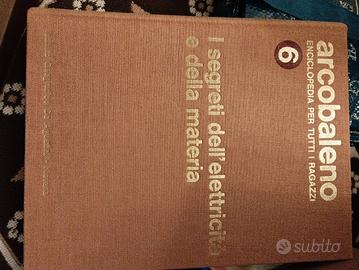 arcobaleno
ENCICLOPEDIA PER TUTTI I RAGAZZI
6
I segreti dell'elettricità
e della materia
subito